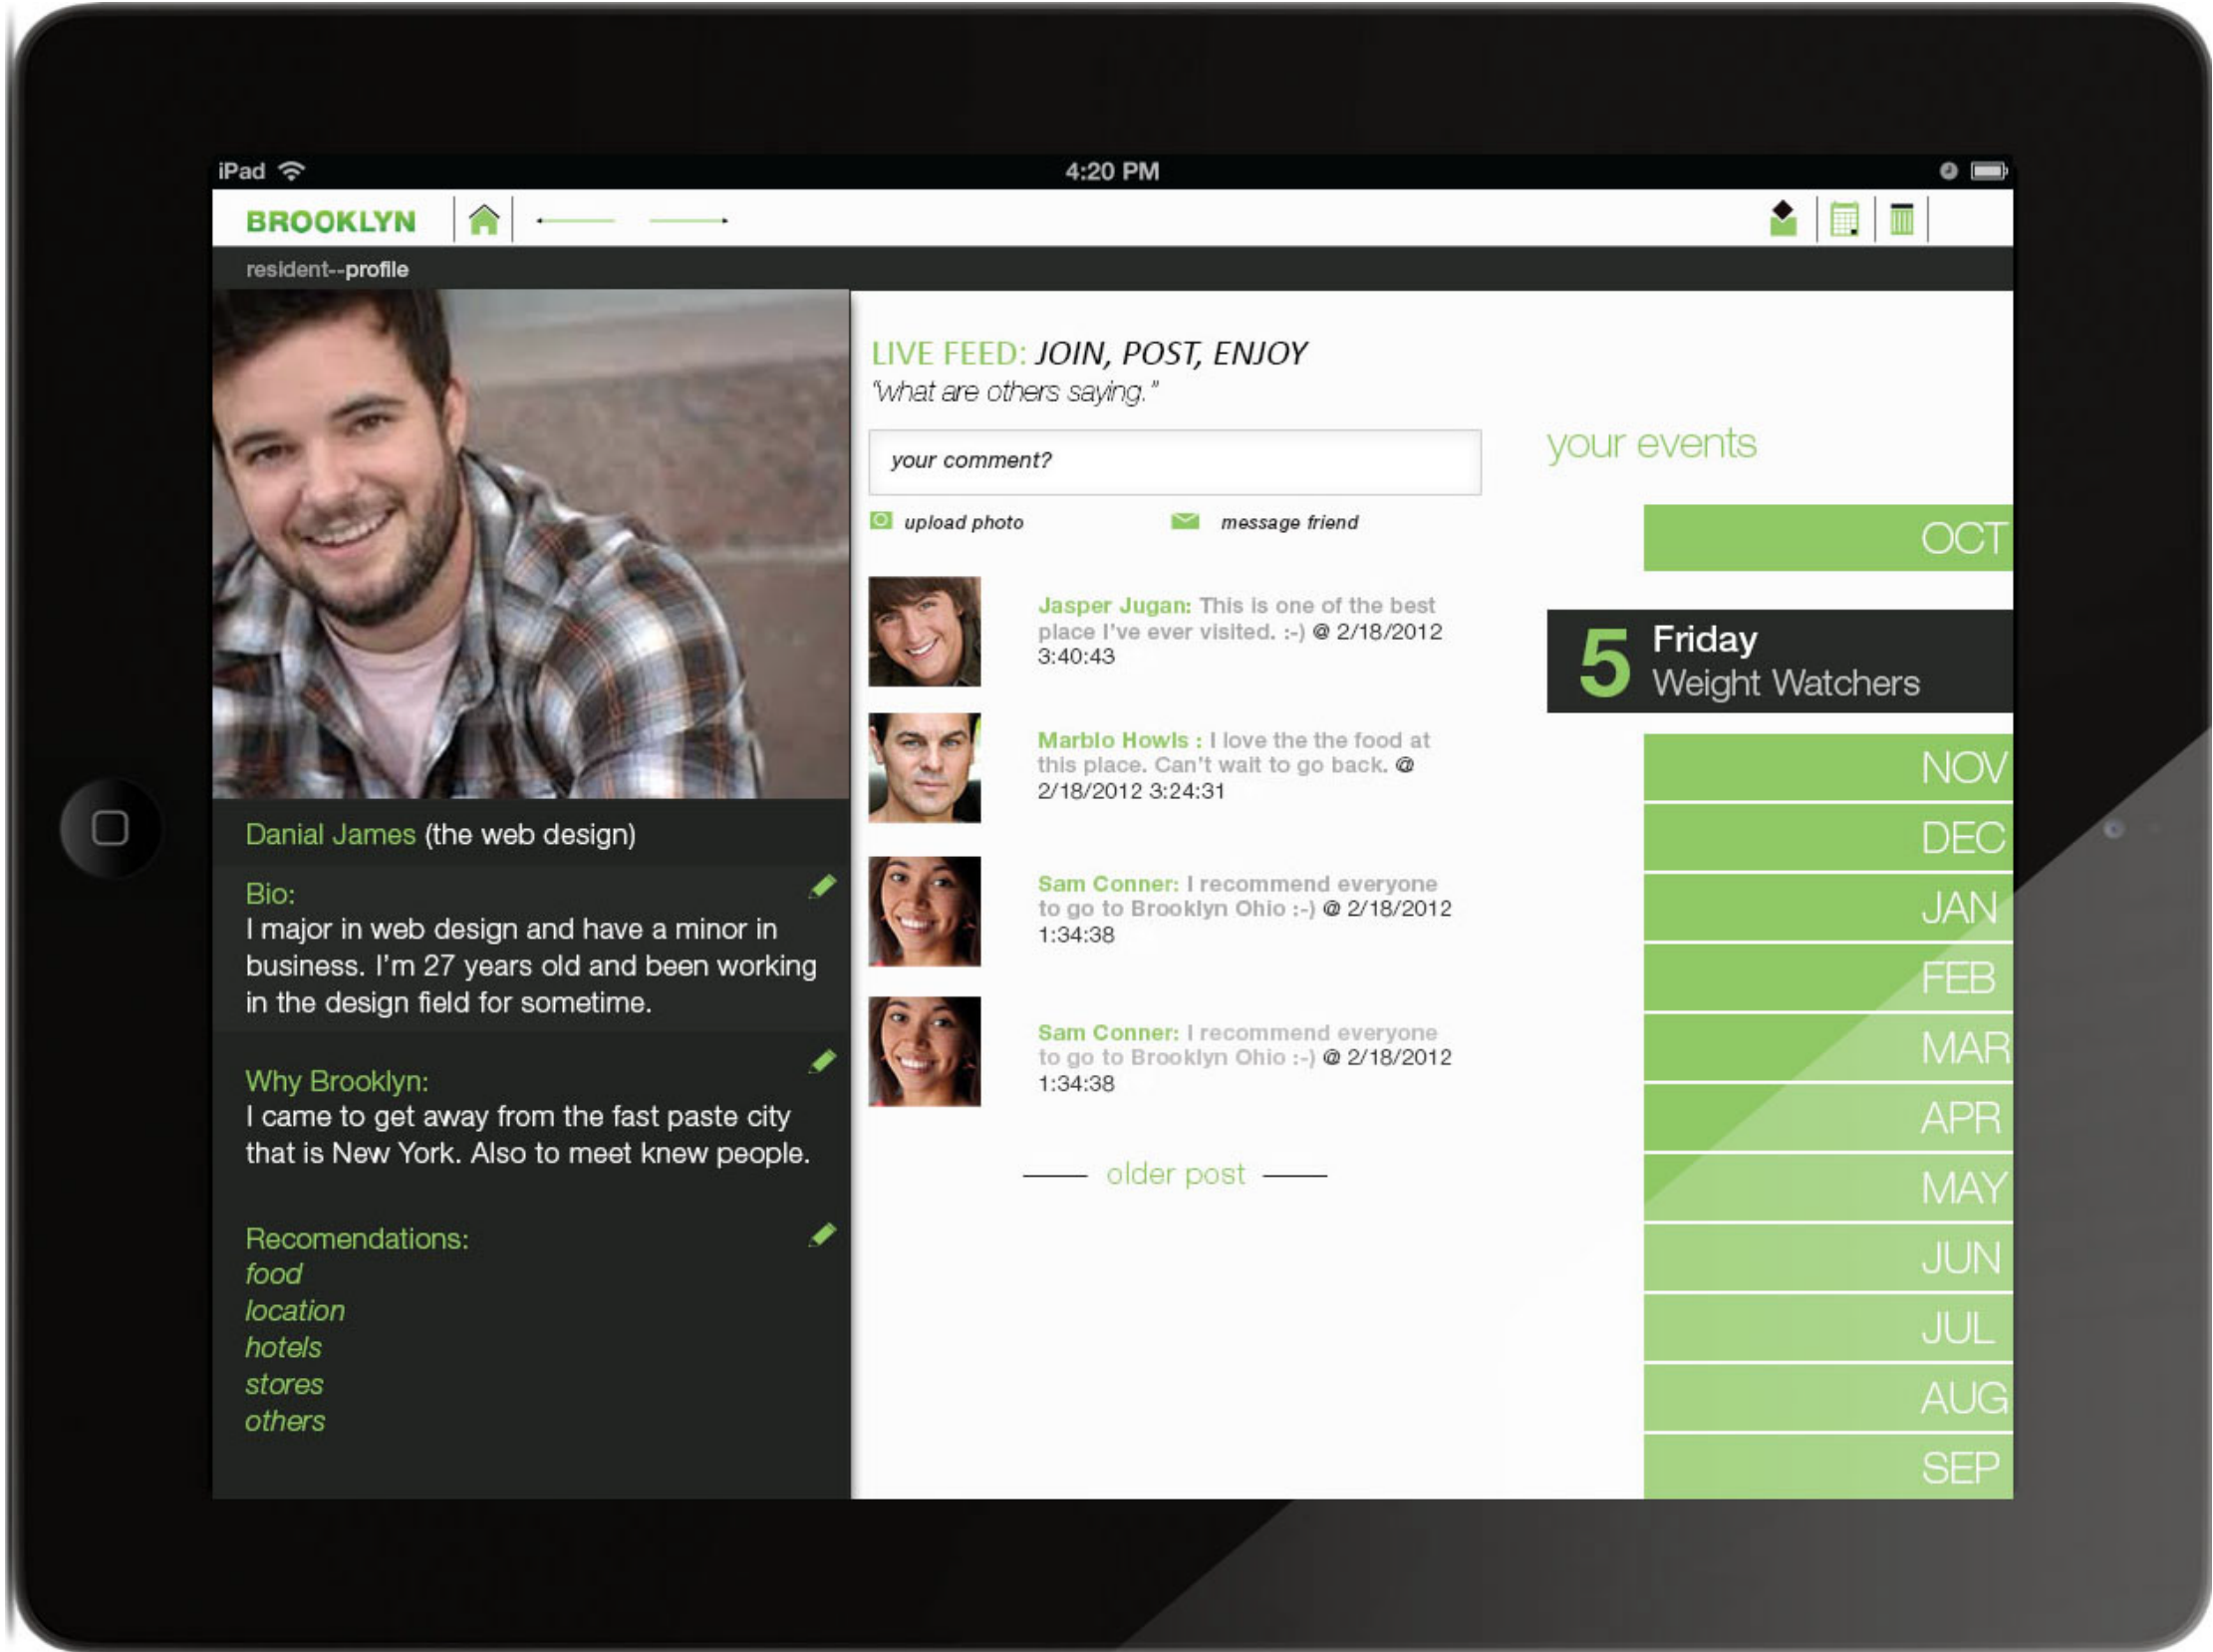 iPad
4:20 PM
BROOKLYN
resident--profile
Danial James (the web design)
Bio:
I major in web design and have a minor in
business. I'm 27 years old and been working
in the design field for sometime.
Why Brooklyn:
I came to get away from the fast paste city
that is New York. Also to meet knew people.
Recomendations:
food
location
hotels
stores
others
LIVE FEED: JOIN, POST, ENJOY
"what are others saying."
your comment?
upload photo
message friend
Jasper Jugan: This is one of the best
place I've ever visited. :-) @ 2/18/2012
3:40:43
Marblo Howls : I love the the food at
this place. Can't wait to go back. @
2/18/2012 3:24:31
Sam Conner: I recommend everyone
to go to Brooklyn Ohio :-) @ 2/18/2012
1:34:38
Sam Conner: I recommend everyone
to go to Brooklyn Ohio :-) @ 2/18/2012
1:34:38
older post
your events
OCT
5 Friday
Weight Watchers
NOV
DEC
JAN
FEB
MAR
APR
MAY
JUN
JUL
AUG
SEP